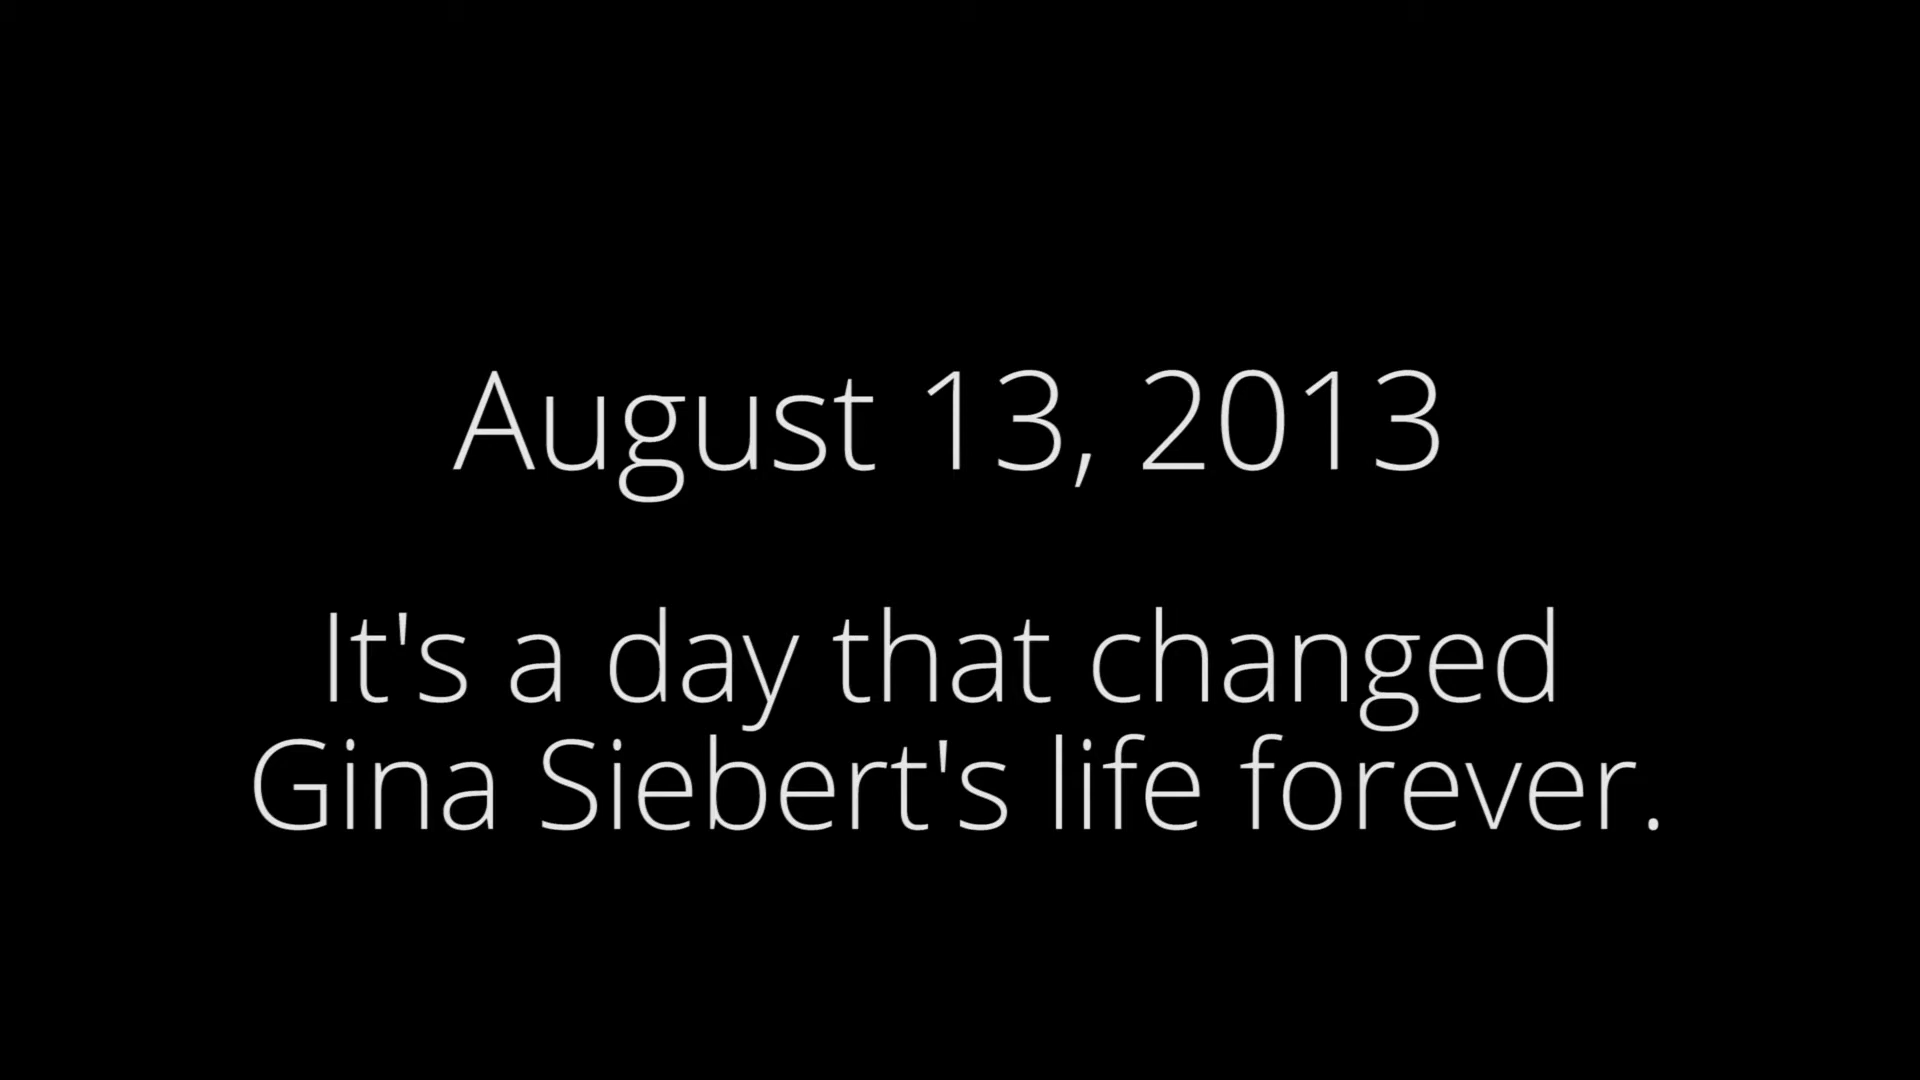 August 13, 2013
It's a day that changed
Gina Siebert's life forever.